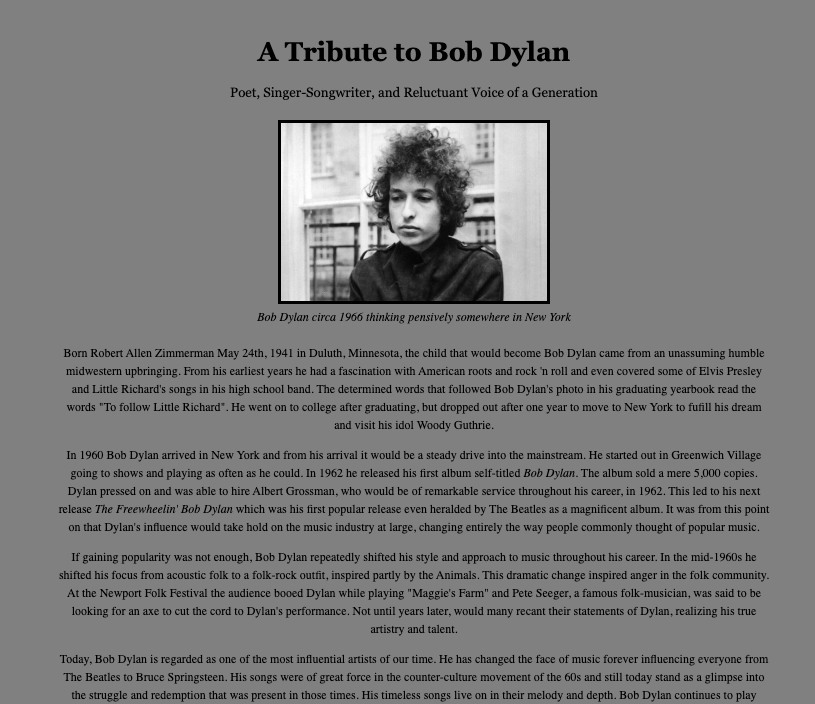 A Tribute to Bob Dylan
Poet, Singer-Songwriter, and Reluctant Voice of a Generation
Bob Dylan circa 1966 thinking pensively somewhere in New York
Born Robert Allen Zimmerman May 24th, 1941 in Duluth, Minnesota, the child that would become Bob Dylan came from an unassuming humble
midwestern upbringing. From his earliest years he had a fascination with American roots and rock 'n roll and even covered some of Elvis Presley
and Little Richard's songs in his high school band. The determined words that followed Bob Dylan's photo in his graduating yearbook read the
words "To follow Little Richard". He went on to college after graduating, but dropped out after one year to move to New York to fufill his dream
and visit his idol Woody Guthrie.
In 1960 Bob Dylan arrived in New York and from his arrival it would be a steady drive into the mainstream. He started out in Greenwich Village
going to shows and playing as often as he could. In 1962 he released his first album self-titled Bob Dylan. The album sold a mere 5,000 copies.
Dylan pressed on and was able to hire Albert Grossman, who would be of remarkable service throughout his career, in 1962. This led to his next
release The Freewheelin' Bob Dylan which was his first popular release even heralded by The Beatles as a magnificent album. It was from this point
on that Dylan's influence would take hold on the music industry at large, changing entirely the way people commonly thought of popular music.
If gaining popularity was not enough, Bob Dylan repeatedly shifted his style and approach to music throughout his career. In the mid-1960s he
shifted his focus from acoustic folk to a folk-rock outfit, inspired partly by the Animals. This dramatic change inspired anger in the folk community.
At the Newport Folk Festival the audience booed Dylan while playing "Maggie's Farm" and Pete Seeger, a famous folk-musician, was said to be
looking for an axe to cut the cord to Dylan's performance. Not until years later, would many recant their statements of Dylan, realizing his true
artistry and talent.
Today, Bob Dylan is regarded as one of the most influential artists of our time. He has changed the face of music forever influencing everyone from
The Beatles to Bruce Springsteen. His songs were of great force in the counter-culture movement of the 60s and still today stand as a glimpse into
the struggle and redemption that was present in those times. His timeless songs live on in their melody and depth. Bob Dylan continues to play